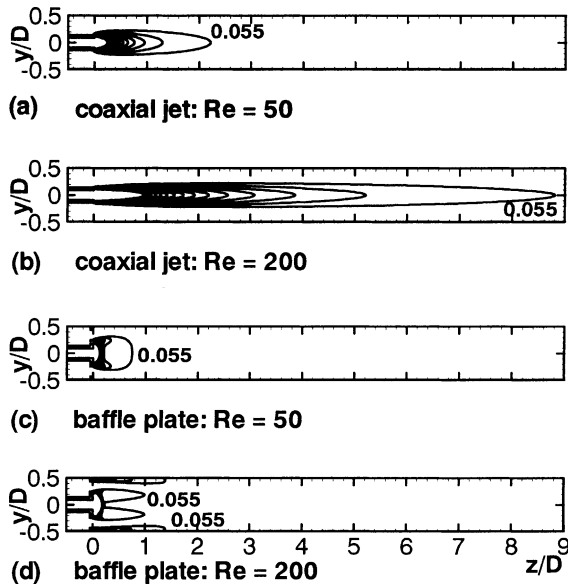 0.5
y/D
0
-0.5
0.055
(a) coaxial jet: Re = 50
0.5
y/D
0
-0.5
0.055
(b) coaxial jet: Re = 200
0.5
y/D
0
-0.5
0.055
(c) baffle plate: Re = 50
0.5
y/D
0
-0.5
0.055
0.055
0 1 2 3 4 5 6 7 8 9
z/D
(d) baffle plate: Re = 200